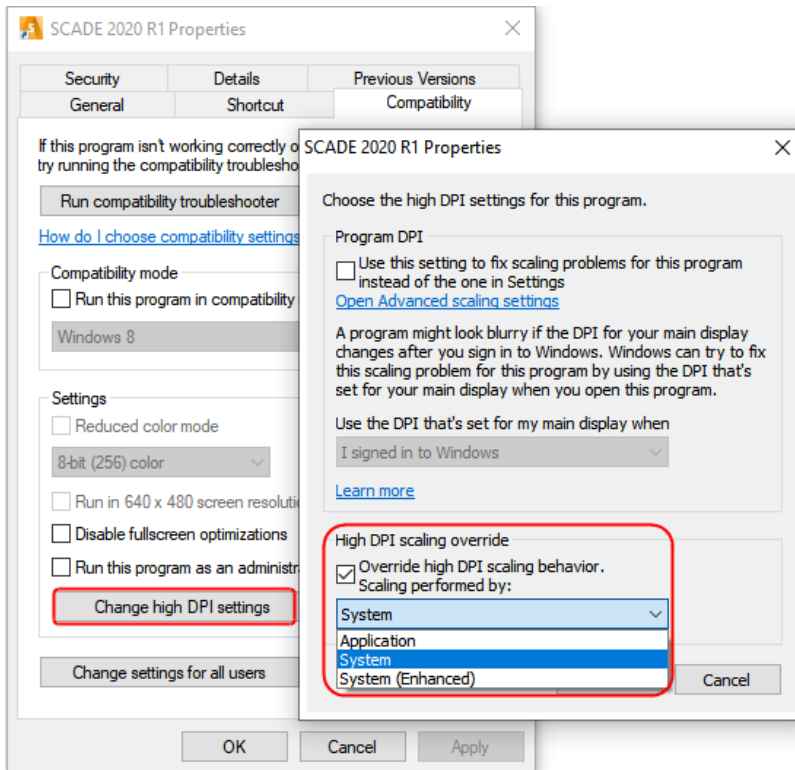 SCADE 2020 R1 Properties
Security
Details
Previous Versions
General
Shortcut
Compatibility
If this program isn't working correctly o
try running the compatibility troublesho
Run compatibility troubleshooter
How do I choose compatibility settings
Compatibility mode
Run this program in compatibility
Windows 8
Settings
Reduced color mode
8-bit (256) color
Run in 640 x 480 screen resolutio
Disable fullscreen optimizations
Run this program as an administr
Change high DPI settings
Change settings for all users
OK
Cancel
Apply
SCADE 2020 R1 Properties
Choose the high DPI settings for this program.
Program DPI
Use this setting to fix scaling problems for this program
instead of the one in Settings
Open Advanced scaling settings
A program might look blurry if the DPI for your main display
changes after you sign in to Windows. Windows can try to fix
this scaling problem for this program by using the DPI that's
set for your main display when you open this program.
Use the DPI that's set for my main display when
I signed in to Windows
Learn more
High DPI scaling override
Override high DPI scaling behavior.
Scaling performed by:
System
Application
System
System (Enhanced)
Cancel